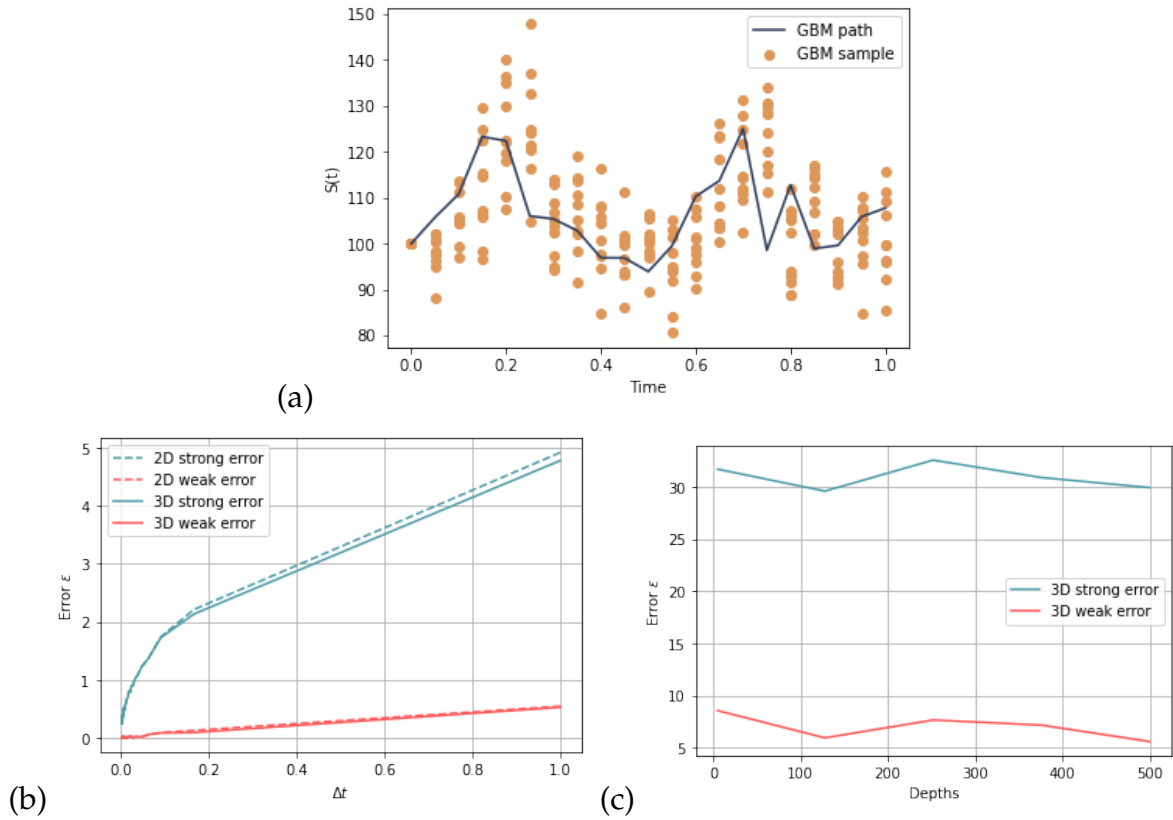 150
140
130
120
110
100
90
80
S(t)
GBM path
GBM sample
0.0 0.2 0.4 0.6 0.8 1.0
Time
(a)
5
4
3
2
1
0
Error ε
2D strong error
2D weak error
3D strong error
3D weak error
0.0 0.2 0.4 0.6 0.8 1.0
Δt
(b)
30
25
20
15
10
5
Error ε
3D strong error
3D weak error
0 100 200 300 400 500
Depths
(c)